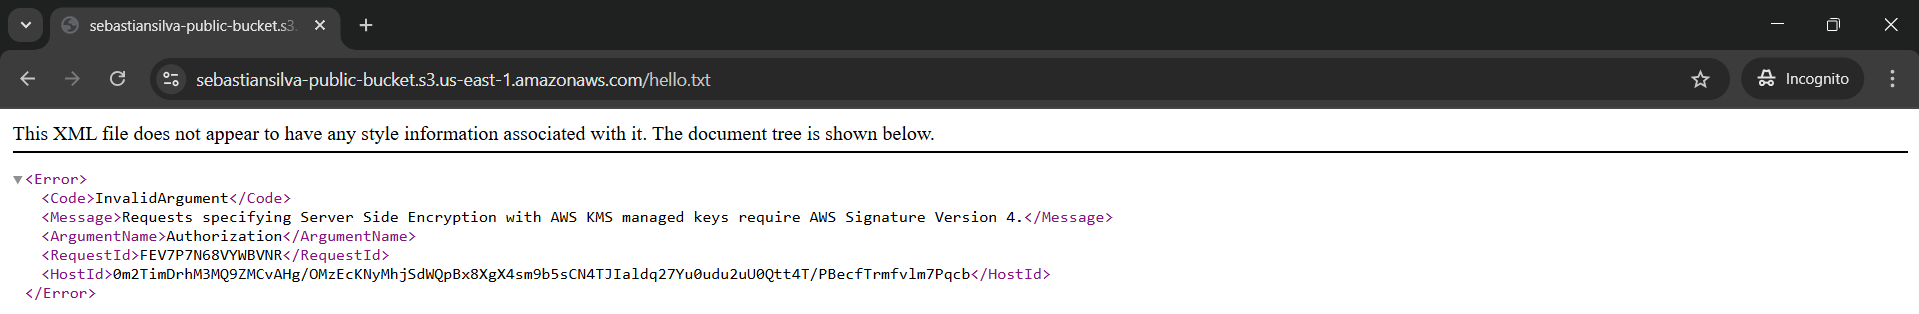 sebastiansilva-public-bucket.s3.
sebastiansilva-public-bucket.s3.us-east-1.amazonaws.com/hello.txt
Incognito
This XML file does not appear to have any style information associated with it. The document tree is shown below.
<Error>
<Code>InvalidArgument</Code>
<Message>Requests specifying Server Side Encryption with AWS KMS managed keys require AWS Signature Version 4.</Message>
<ArgumentName>Authorization</ArgumentName>
<RequestId>FEV7P7N68VYWBVNR</RequestId>
<HostId>0m2TimDrhM3MQ9ZMCvAHg/OMzEcKNyMhjSdWQpBx8XgX4sm9b5sCN4TJIaldq27Yu0udu2uU0Qtt4T/PBecfTrmfvlm7Pqcb</HostId>
</Error>